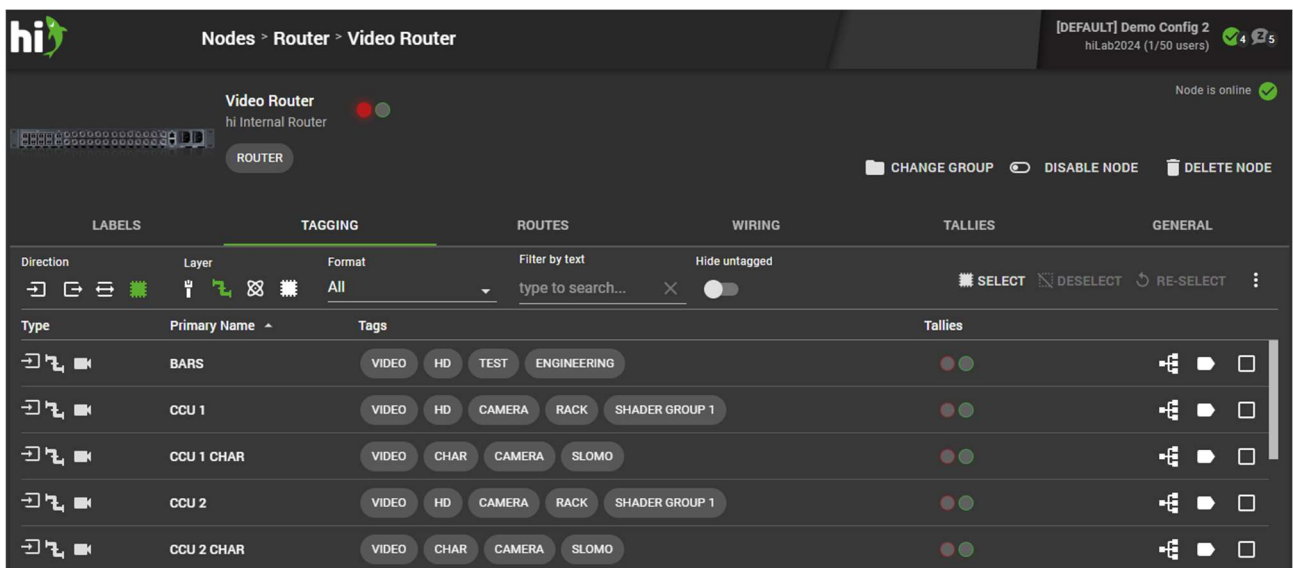 hi
Nodes > Router > Video Router
[DEFAULT] Demo Config 2
hiLab2024 (1/50 users)
4 5
Node is online
Video Router
hi Internal Router
ROUTER
CHANGE GROUP DISABLE NODE DELETE NODE
LABELS TAGGING ROUTES WIRING TALLIES GENERAL
Direction Layer Format Filter by text Hide untagged
All type to search... SELECT DESELECT RE-SELECT
Type Primary Name Tags Tallies
BARS VIDEO HD TEST ENGINEERING
CCU 1 VIDEO HD CAMERA RACK SHADER GROUP 1
CCU 1 CHAR VIDEO CHAR CAMERA SLOMO
CCU 2 VIDEO HD CAMERA RACK SHADER GROUP 1
CCU 2 CHAR VIDEO CHAR CAMERA SLOMO